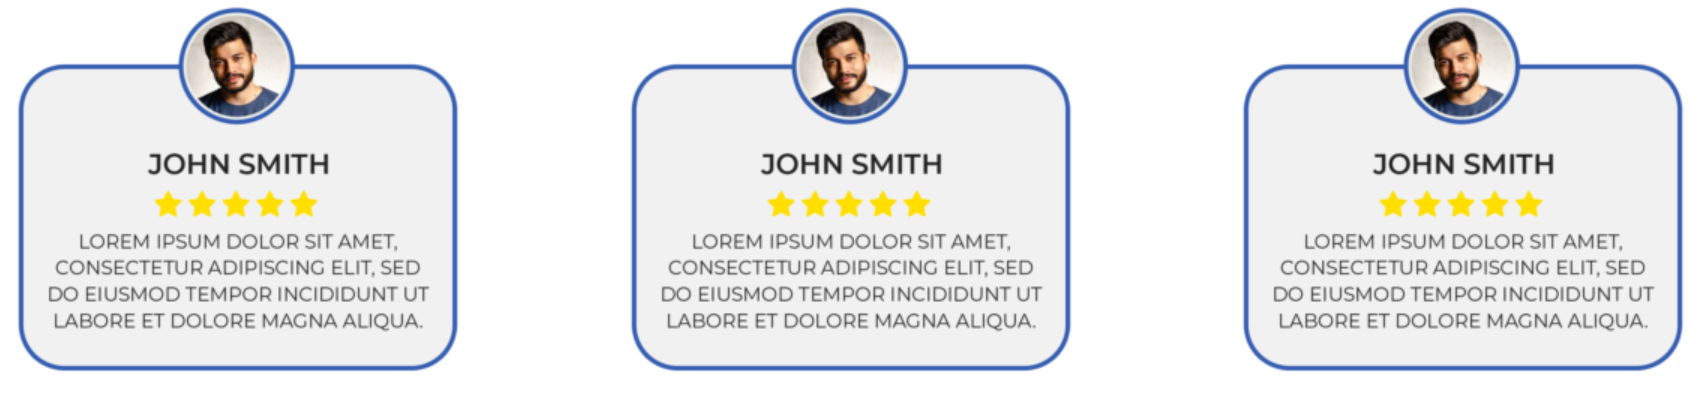 JOHN SMITH
LOREM IPSUM DOLOR SIT AMET,
CONSECTETUR ADIPISCING ELIT, SED
DO EIUSMOD TEMPOR INCIDIDUNT UT
LABORE ET DOLORE MAGNA ALIQUA.
JOHN SMITH
LOREM IPSUM DOLOR SIT AMET,
CONSECTETUR ADIPISCING ELIT, SED
DO EIUSMOD TEMPOR INCIDIDUNT UT
LABORE ET DOLORE MAGNA ALIQUA.
JOHN SMITH
LOREM IPSUM DOLOR SIT AMET,
CONSECTETUR ADIPISCING ELIT, SED
DO EIUSMOD TEMPOR INCIDIDUNT UT
LABORE ET DOLORE MAGNA ALIQUA.